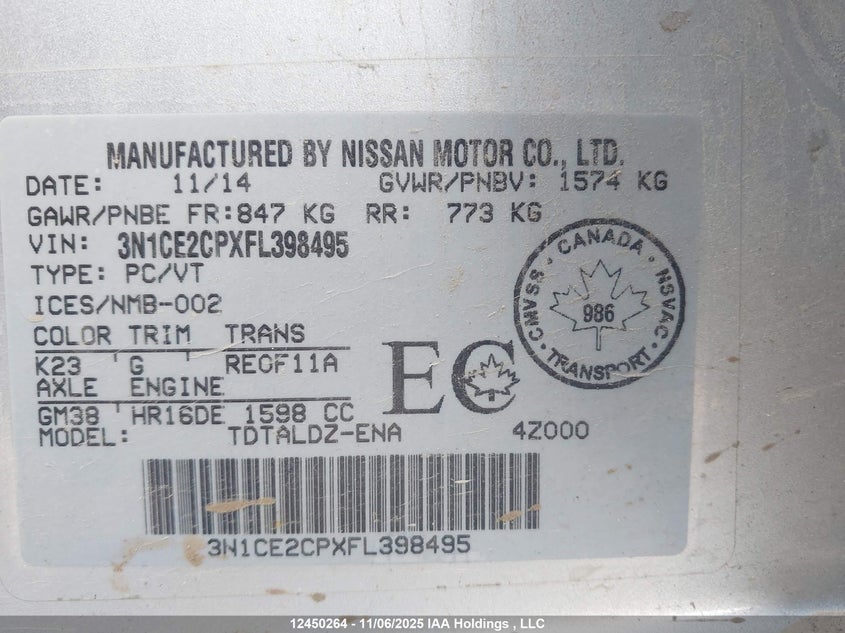 MANUFACTURED BY NISSAN MOTOR CO., LTD.
DATE: 11/14 GVWR/PNBV: 1574 KG
GAWR/PNBE FR:847 KG RR: 773 KG
VIN: 3N1CE2CPXFL398495
TYPE: PC/VT
ICES/NMB-002
COLOR TRIM TRANS
K23 'G ' REOF11A
AXLE ENGINE
GM38 ' HR16DE 1598 CC
MODEL: TDTALDZ-ENA 4Z000
EC
CANADA
CMVSS · NSVAC
986
TRANSPORT
3N1CE2CPXFL398495
12450264 - 11/06/2025 IAA Holdings , LLC